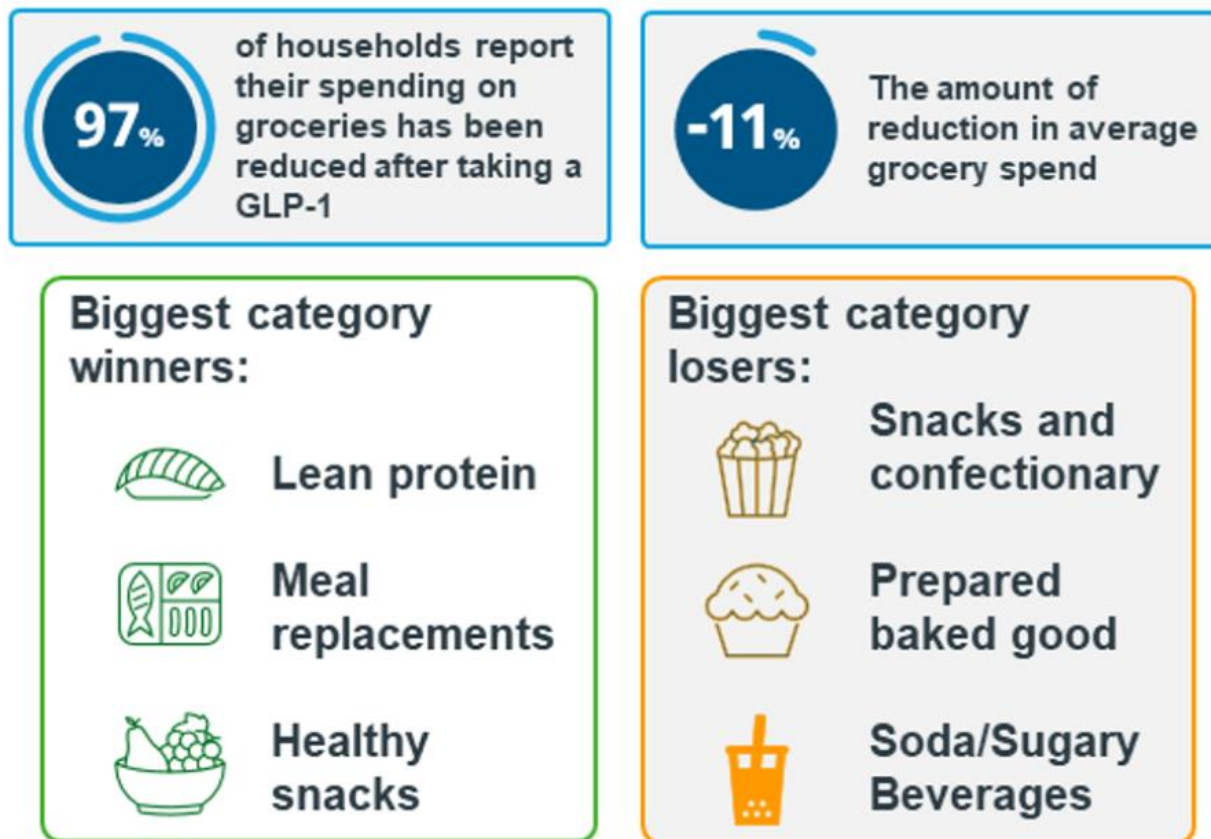 97%
of households report
their spending on
groceries has been
reduced after taking a
GLP-1
-11%
The amount of
reduction in average
grocery spend
Biggest category
winners:
Lean protein
Meal
replacements
Healthy
snacks
Biggest category
losers:
Snacks and
confectionary
Prepared
baked good
Soda/Sugary
Beverages